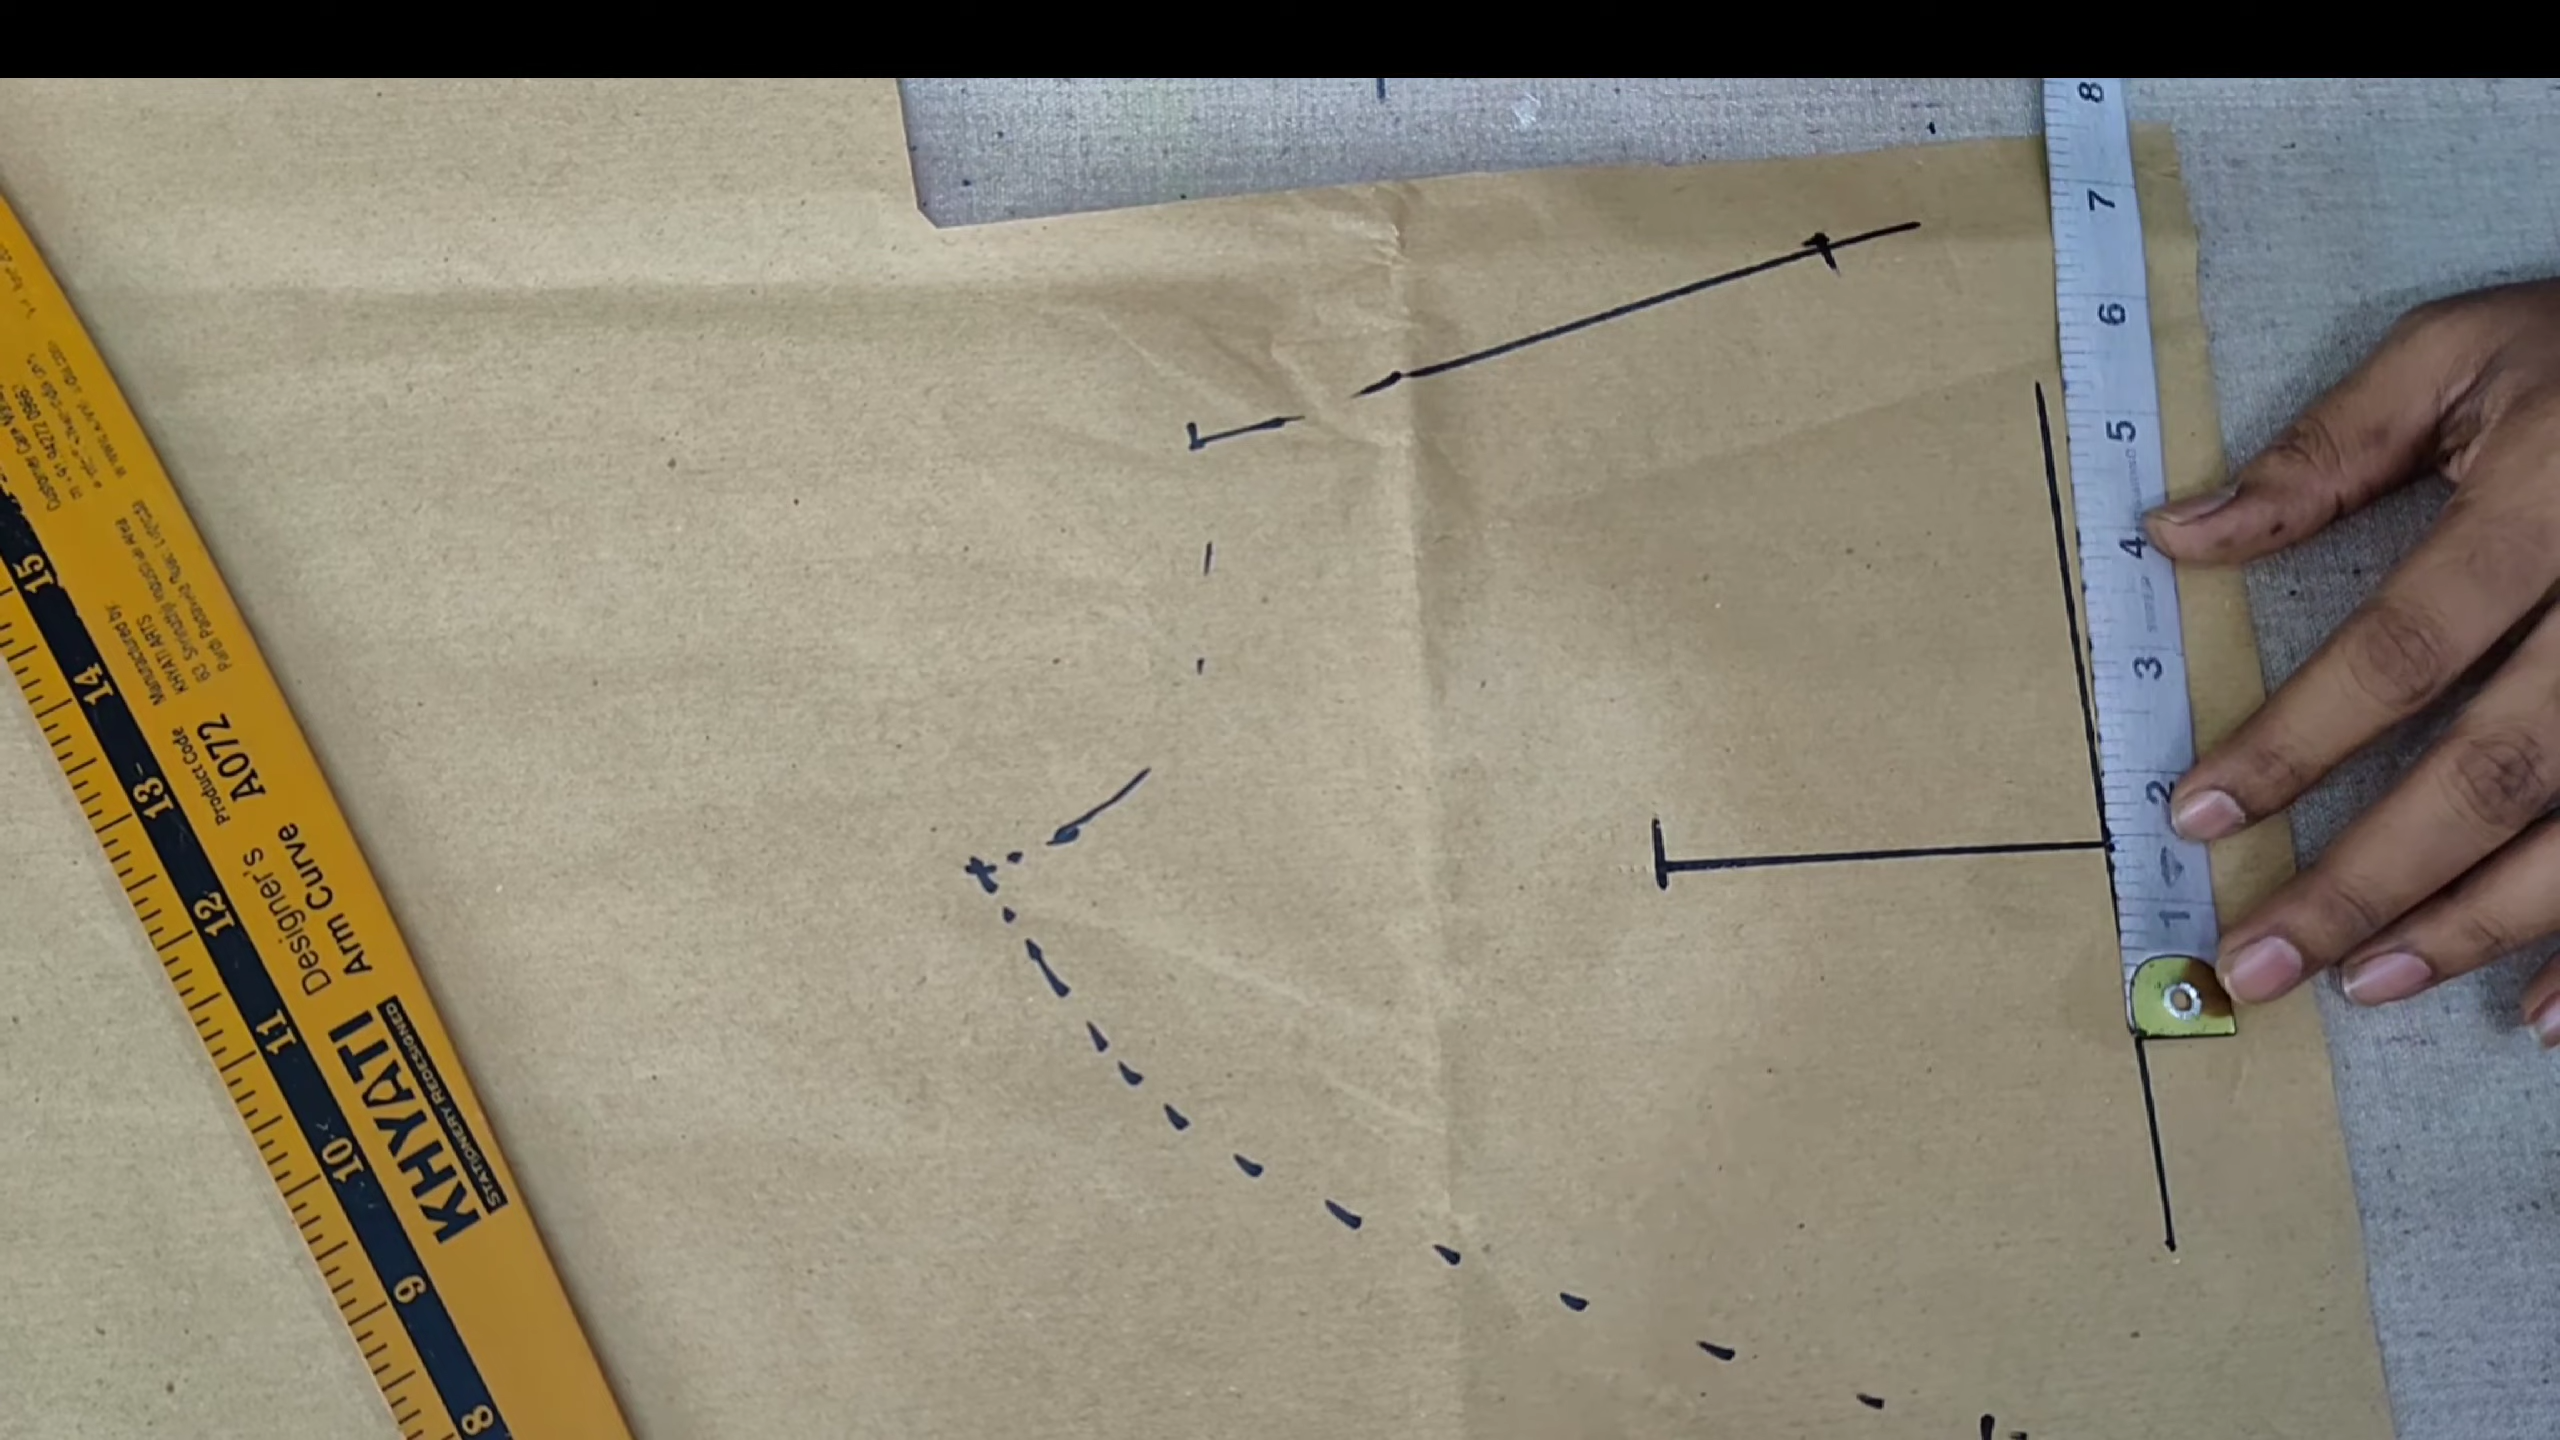 8
7
6
5
4
3
2
1
15
14
13
12
11
10
9
8
Manufactured by:
KHYATI ARTS
Product Code
A072
Designer's
Arm Curve
KHYATI
STATIONERY REDESIGNED